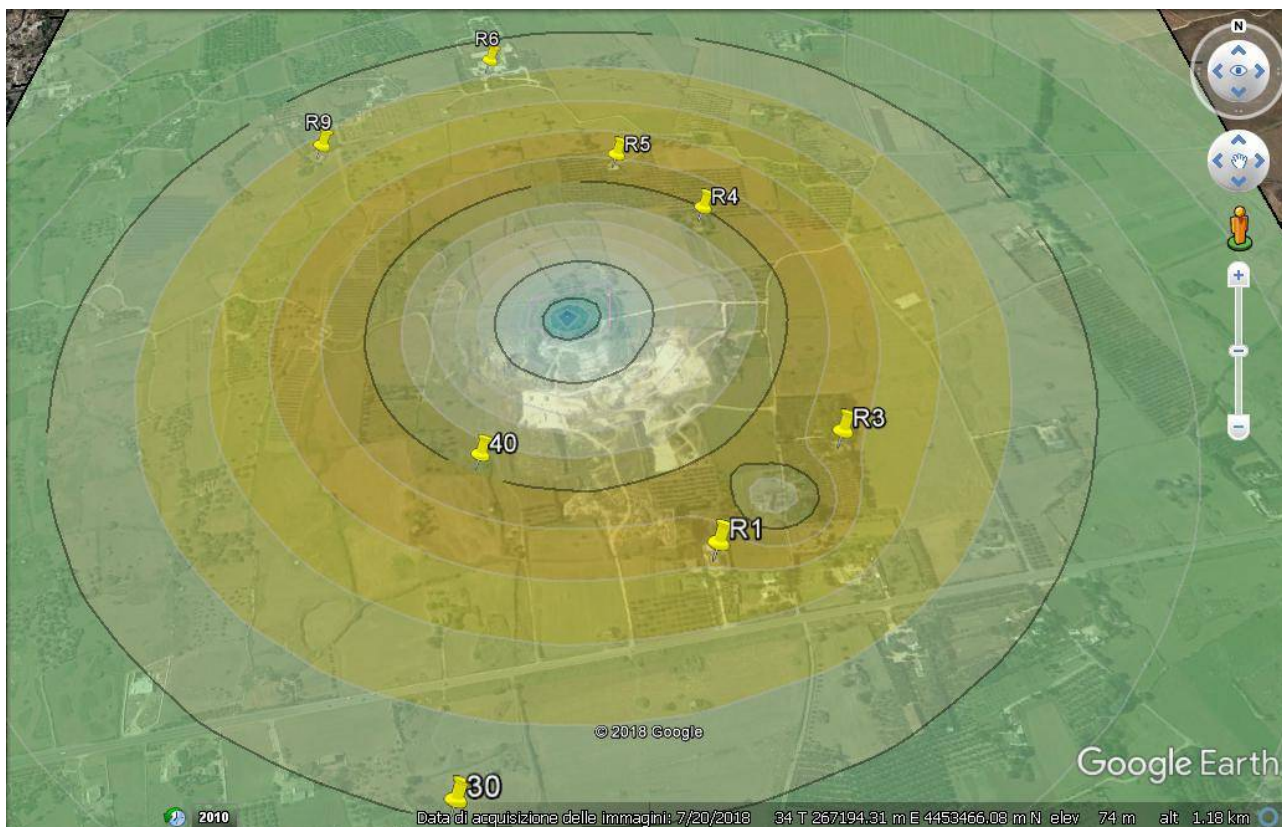 N
R6
R9
R5
R4
R3
40
R1
© 2018 Google
30
Google Earth
2010
Data di acquisizione delle immagini: 7/20/2018 34 T 267194.31 m E 4453466.08 m N elev 74 m alt 1.18 km